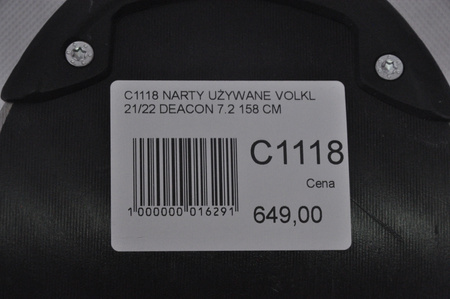 C1118 NARTY UŻYWANE VOLKL
21/22 DEACON 7.2 158 CM
C1118
Cena
1 000000 016291
649,00